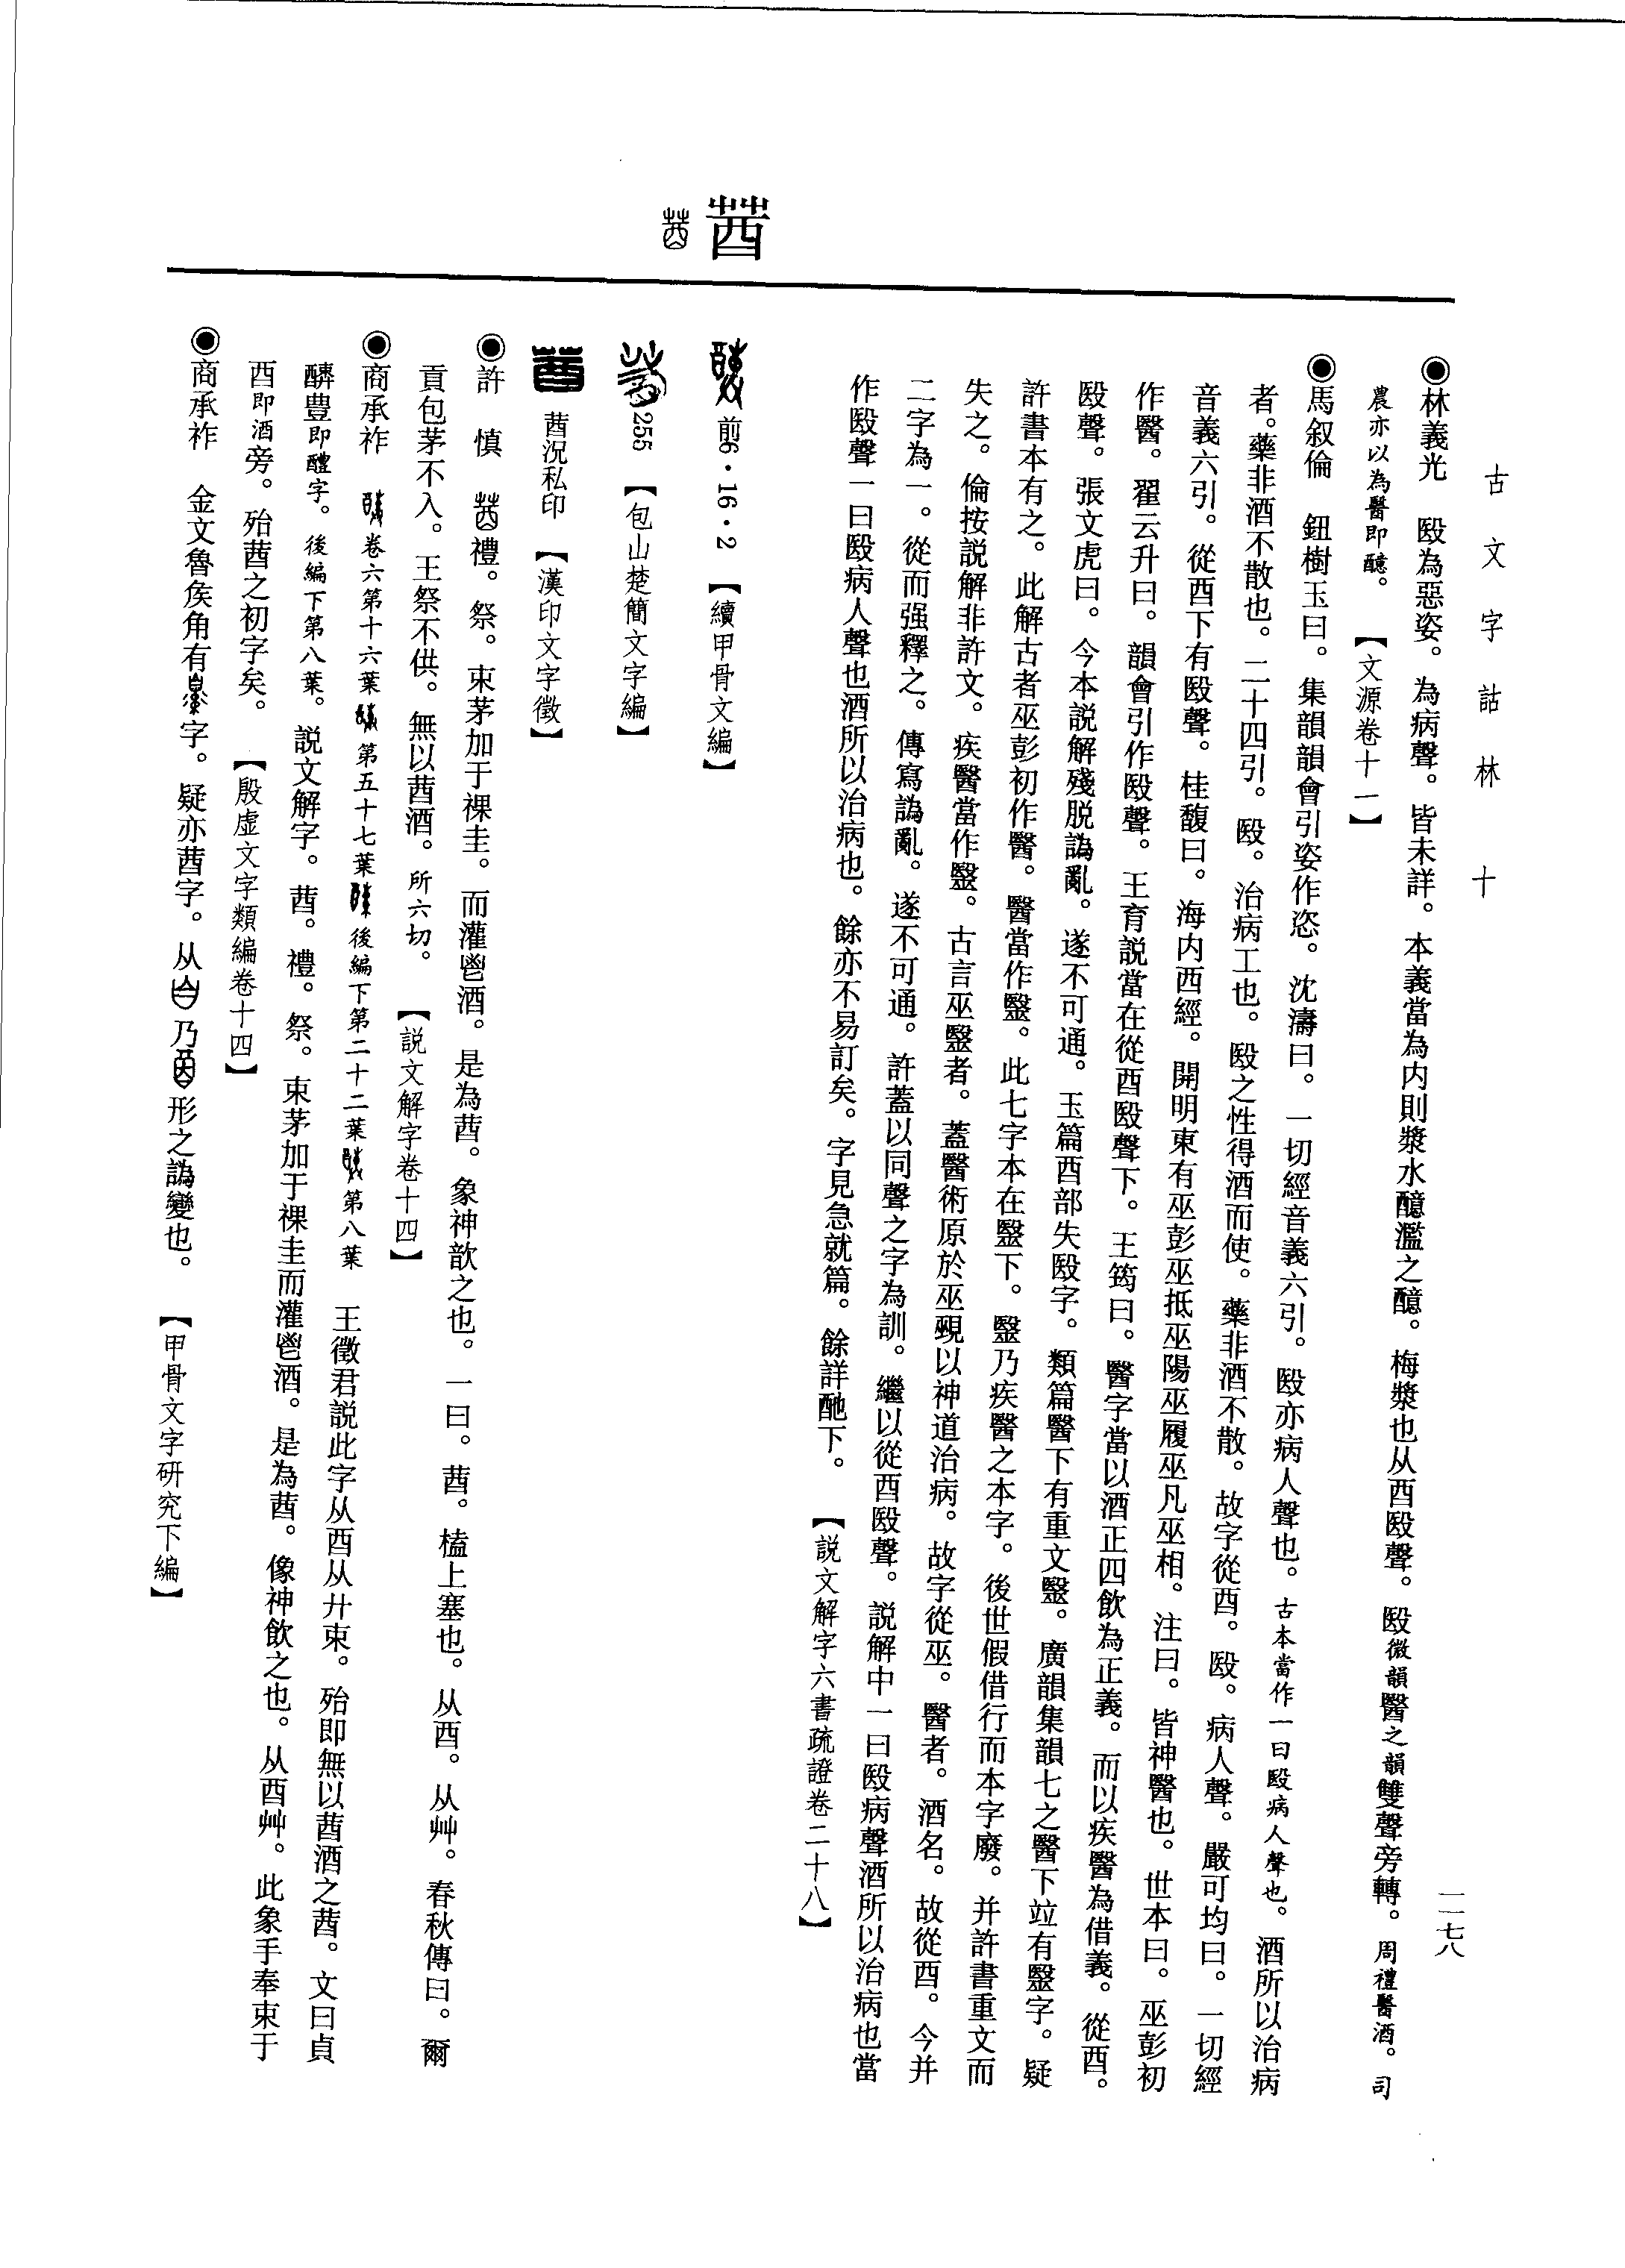 古文字詁林　十
一一七八
◉林義光　殹為惡姿。為病聲。皆未詳。本義當為内則漿水醷濫之醷。梅漿也从酉殹聲。殹微韻醫之韻雙聲旁轉。周禮醫酒。司
農亦以為醫即醷。　【文源卷十一】
◉馬叙倫　鈕樹玉曰。集韻韻會引姿作恣。沈濤曰。一切經音義六引。殹亦病人聲也。古本當作一曰殹病人聲也。酒所以治病
者。藥非酒不散也。二十四引。殹。治病工也。殹之性得酒而使。藥非酒不散。故字從酉。殹。病人聲。嚴可均曰。一切經
音義六引。從酉下有殹聲。桂馥曰。海内西經。開明東有巫彭巫抵巫陽巫履巫凡巫相。注曰。皆神醫也。世本曰。巫彭初
作醫。翟云升曰。韻會引作殹聲。王育説當在從酉殹聲下。王筠曰。醫字當以酒正四飲為正義。而以疾醫為借義。從酉。
殹聲。張文虎曰。今本説解殘脱譌亂。遂不可通。玉篇酉部失殹字。類篇醫下有重文毉。廣韻集韻七之醫下竝有毉字。疑
許書本有之。此解古者巫彭初作醫。醫當作毉。此七字本在毉下。毉乃疾醫之本字。後世假借行而本字廢。并許書重文而
失之。倫按説解非許文。疾醫當作毉。古言巫毉者。蓋醫術原於巫覡以神道治病。故字從巫。醫者。酒名。故從酉。今并
二字為一。從而强釋之。傳寫譌亂。遂不可通。許蓋以同聲之字為訓。繼以從酉殹聲。説解中一曰殹病聲酒所以治病也當
作殹聲一曰殹病人聲也酒所以治病也。餘亦不易訂矣。字見急就篇。餘詳酏下。　【説文解字六書疏證卷二十八】
茜
前6·16·2　【續甲骨文編】
255　【包山楚簡文字編】
茜況私印　【漢印文字徵】
◉許　慎　禮。祭。束茅加于祼圭。而灌鬯酒。是為茜。象神歆之也。一曰。茜。榼上塞也。从酉。从艸。春秋傳曰。爾
貢包茅不入。王祭不供。無以茜酒。所六切。　【説文解字卷十四】
◉商承祚　卷六第十六葉　第五十七葉　後編下第二十二葉　第八葉　王徵君説此字从酉从廾束。殆即無以茜酒之茜。文曰貞
豊即醴字。後編下第八葉。説文解字。茜。禮。祭。束茅加于祼圭而灌鬯酒。是為茜。像神飲之也。从酉艸。此象手奉束于
酉即酒旁。殆茜之初字矣。　【殷虚文字類編卷十四】
◉商承祚　金文魯矦角有字。疑亦茜字。从乃形之譌變也。　【甲骨文字研究下編】